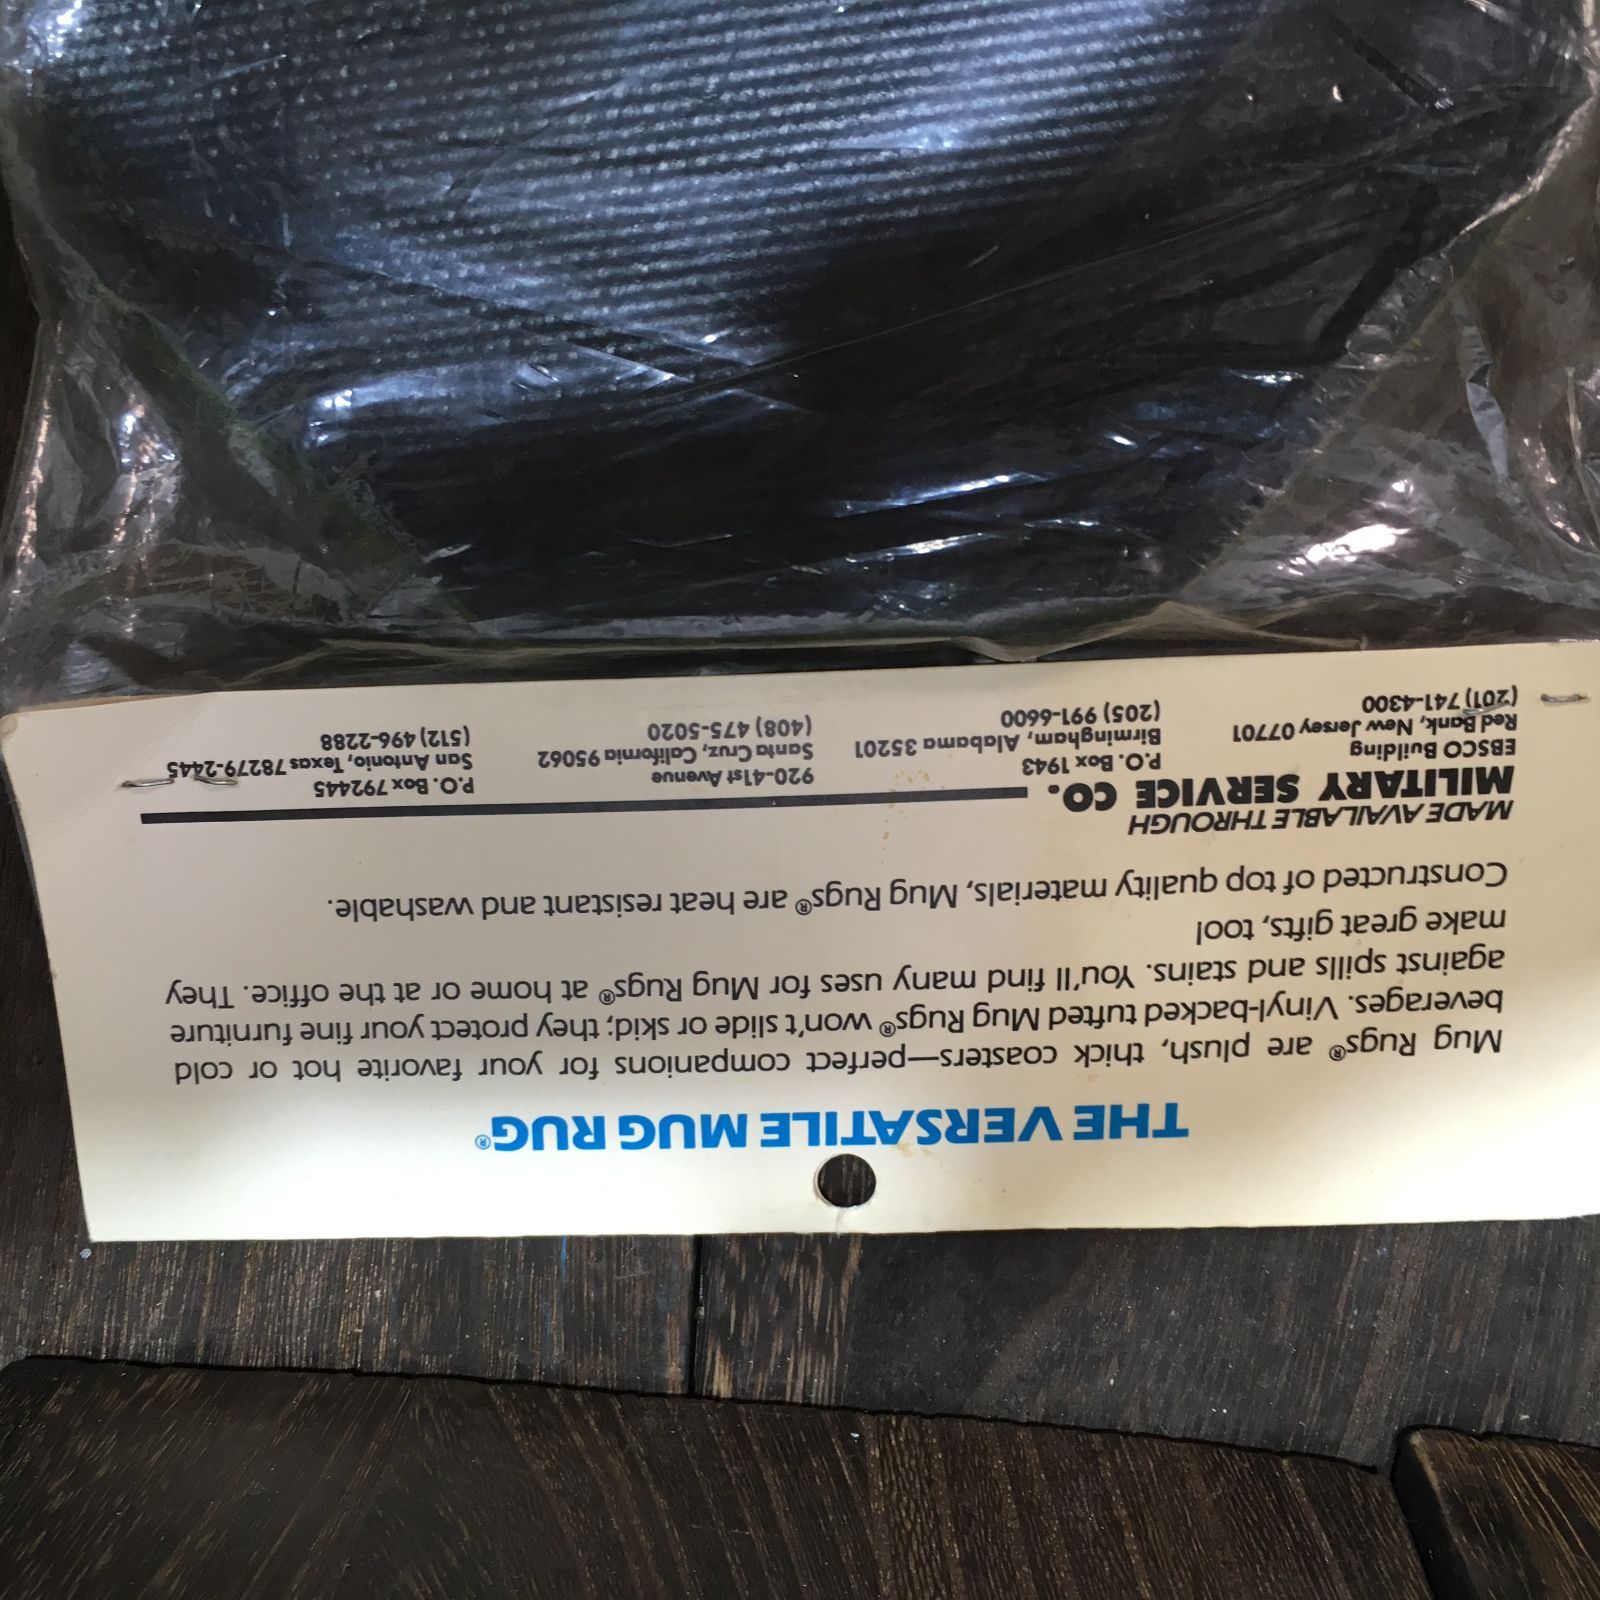 THE VERSATILE MUG RUG®
Mug Rugs® are plush, thick coasters—perfect companions for your favorite hot or cold
beverages. Vinyl-backed tufted Mug Rugs® won't slide or skid; they protect your fine furniture
against spills and stains. You'll find many uses for Mug Rugs® at home or at the office. They
make great gifts, too!
Constructed of top quality materials, Mug Rugs® are heat resistant and washable.
MADE AVAILABLE THROUGH
MILITARY SERVICE CO.
EBSCO Building
Red Bank, New Jersey 07701
(201) 741-4300
P.O. Box 1943
Birmingham, Alabama 35201
(205) 991-6600
920-41st Avenue
Santa Cruz, California 95062
(408) 475-5020
P.O. Box 792445
San Antonio, Texas 78279-2445
(512) 496-2288